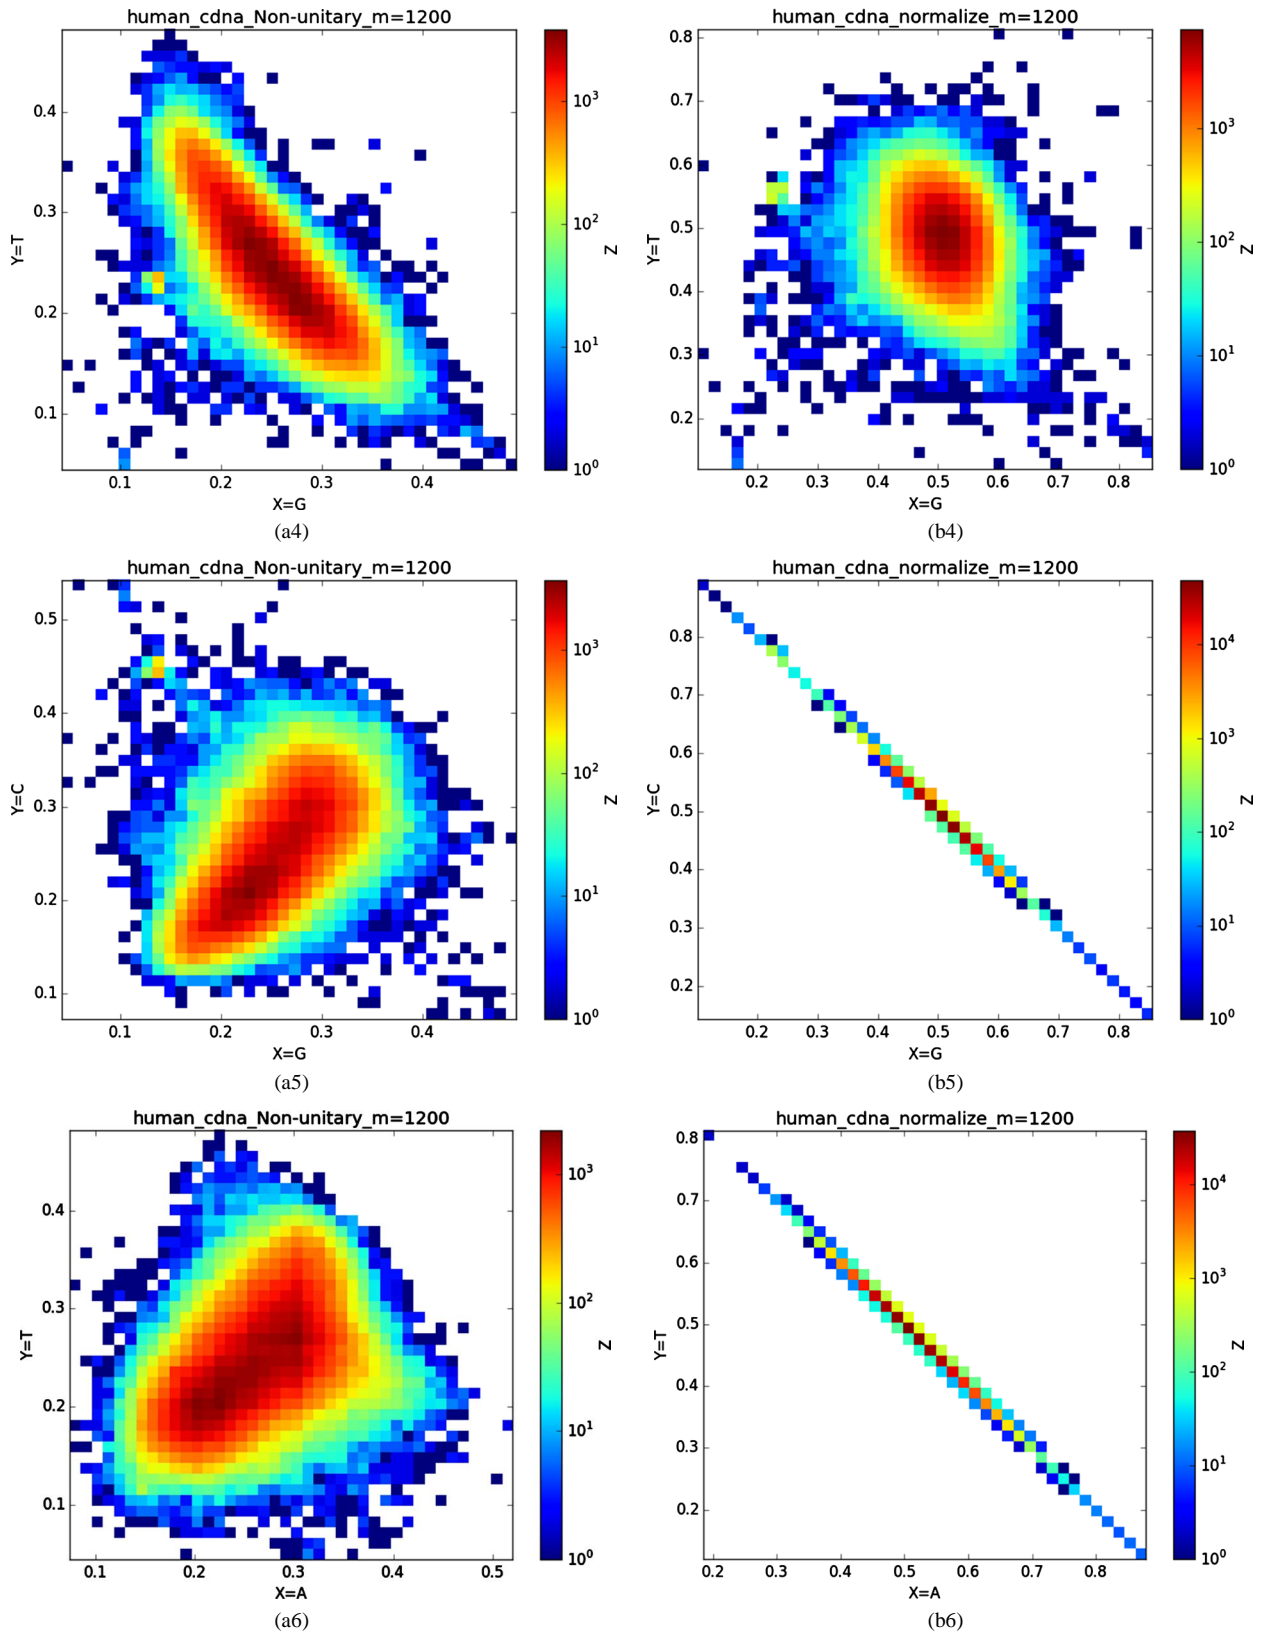 human_cdna_Non-unitary_m=1200
human_cdna_normalize_m=1200
0.4
0.3
0.2
0.1
Y=T
0.1 0.2 0.3 0.4
X=G
10^3
10^2
10^1
10^0
Z
(a4)
0.8
0.7
0.6
0.5
0.4
0.3
0.2
Y=T
0.2 0.3 0.4 0.5 0.6 0.7 0.8
X=G
10^3
10^2
10^1
10^0
Z
(b4)
human_cdna_Non-unitary_m=1200
human_cdna_normalize_m=1200
0.5
0.4
0.3
0.2
0.1
Y=C
0.1 0.2 0.3 0.4
X=G
10^3
10^2
10^1
10^0
Z
(a5)
0.8
0.7
0.6
0.5
0.4
0.3
0.2
Y=C
0.2 0.3 0.4 0.5 0.6 0.7 0.8
X=G
10^4
10^3
10^2
10^1
10^0
Z
(b5)
human_cdna_Non-unitary_m=1200
human_cdna_normalize_m=1200
0.4
0.3
0.2
0.1
Y=T
0.1 0.2 0.3 0.4 0.5
X=A
10^3
10^2
10^1
10^0
Z
(a6)
0.8
0.7
0.6
0.5
0.4
0.3
0.2
Y=T
0.2 0.3 0.4 0.5 0.6 0.7 0.8
X=A
10^4
10^3
10^2
10^1
10^0
Z
(b6)